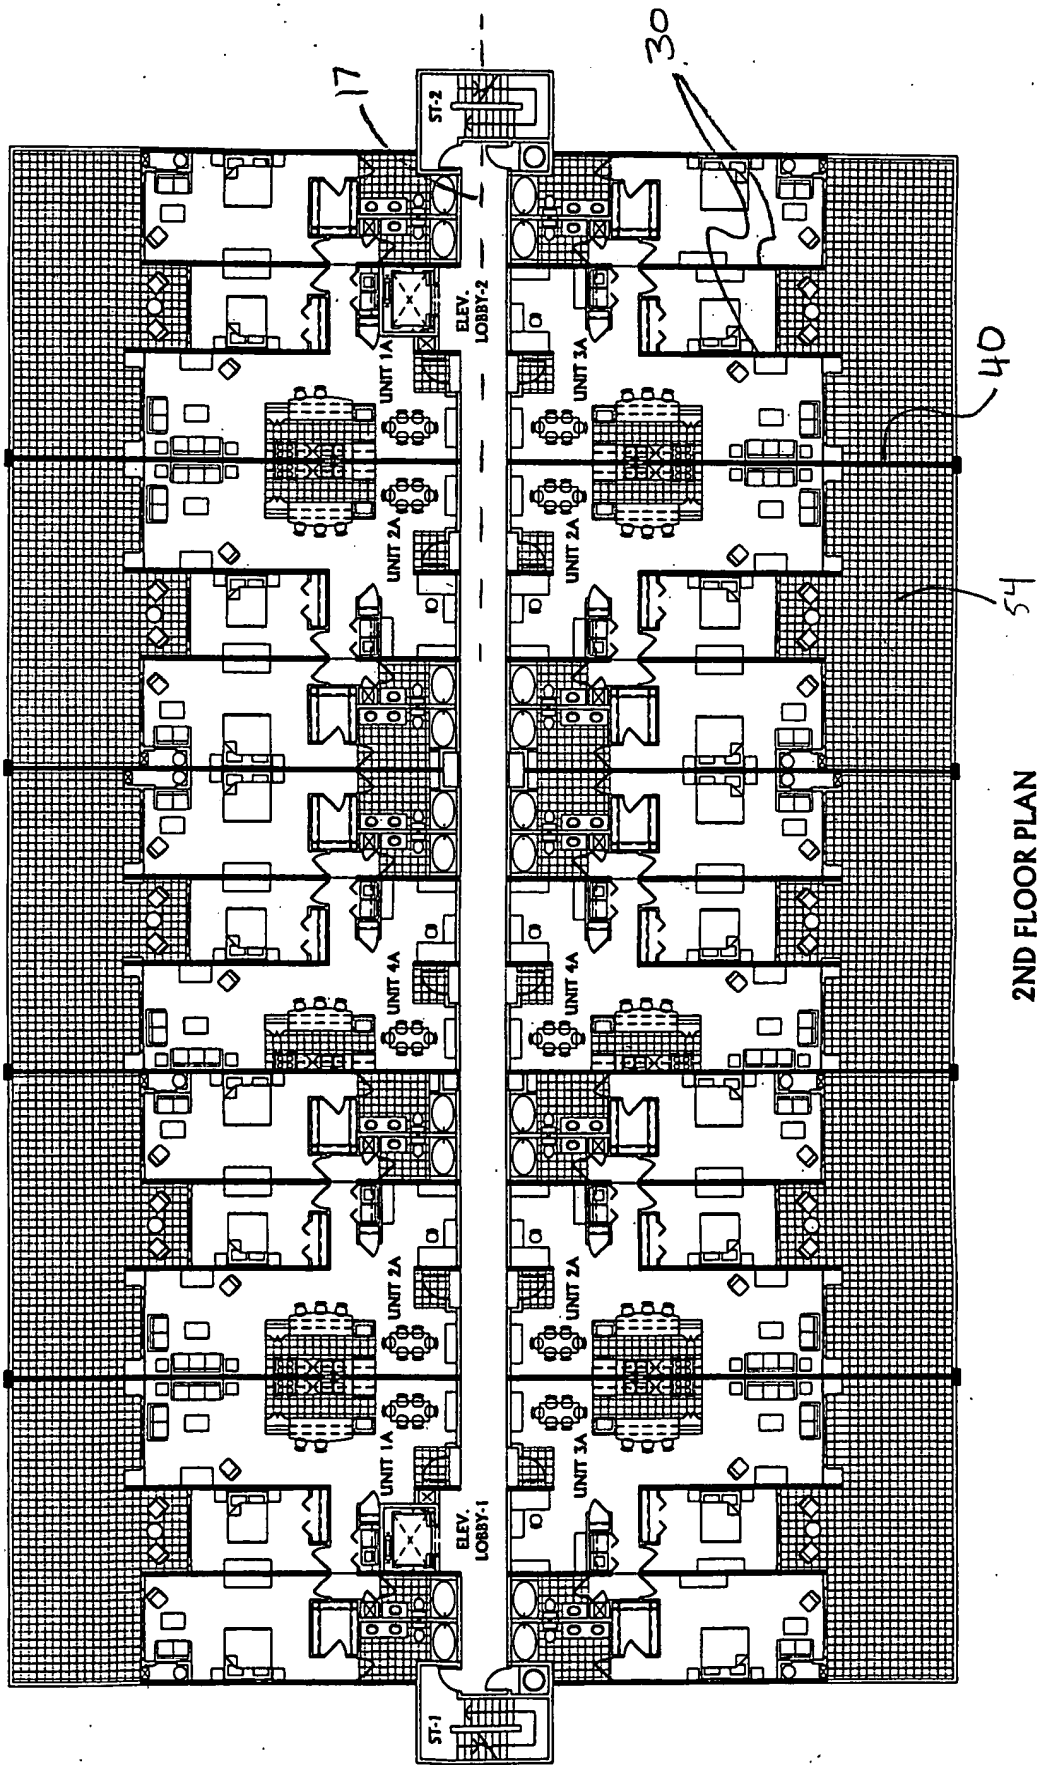 ST-2
17
30
ELEV.
LOBBY-2
UNIT 1A
UNIT 3A
40
UNIT 2A
UNIT 2A
54
UNIT 4A
UNIT 4A
UNIT 2A
UNIT 2A
UNIT 1A
UNIT 3A
ELEV.
LOBBY-1
ST-1
2ND FLOOR PLAN